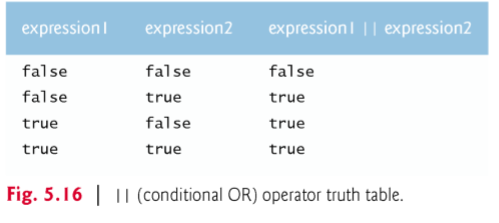 expression1 expression2 expression1 || expression2
false false false
false true true
true false true
true true true
Fig. 5.16 | || (conditional OR) operator truth table.